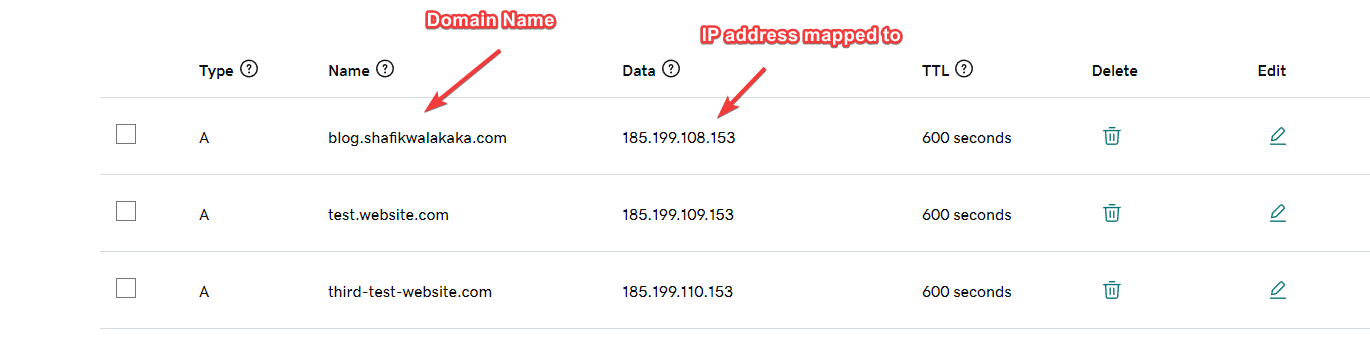 Domain Name
IP address mapped to
Type ? Name ? Data ? TTL ? Delete Edit
A blog.shafikwalakaka.com 185.199.108.153 600 seconds
A test.website.com 185.199.109.153 600 seconds
A third-test-website.com 185.199.110.153 600 seconds